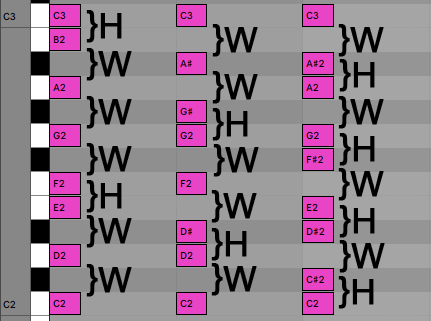 C3 C3 C3 C3
}H
B2 }W }W
}W A# A#2 }H
A2 }W A2
}W G# }W
G2 G2 }H G2
}W }W F#2 }H
F2 F2 }W
E2 }H }W E2
}W D# D#2 }H
D2 D2 }H }W
}W }W C#2
C2 C2 C2 C2 }H